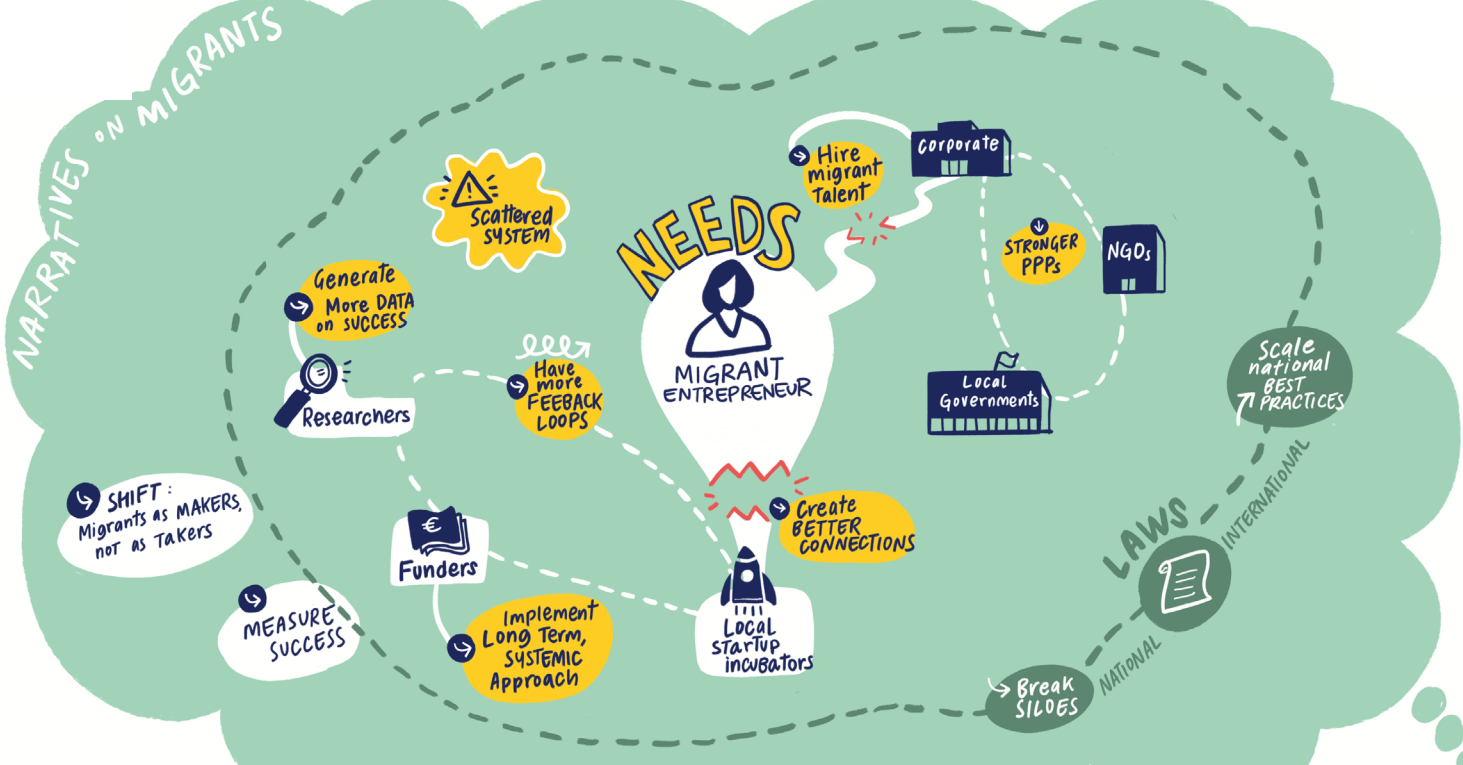 NARRATIVES ON MIGRANTS
Scattered
SYSTEM
NEEDS
MIGRANT
ENTREPRENEUR
Hire
migrant
Talent
Corporate
STRONGER
PPPs
NGOs
Local
Governments
Generate
More DATA
on SUCCESS
Researchers
Have
more
FEEBACK
LOOPS
Create
BETTER
CONNECTIONS
Scale
national
BEST
PRACTICES
SHIFT:
Migrants as MAKERS,
not as Takers
€
Funders
MEASURE
SUCCESS
Implement
Long Term,
SYSTEMIC
Approach
LOCAL
Startup
incubators
LAWS
INTERNATIONAL
NATIONAL
Break
SILOES